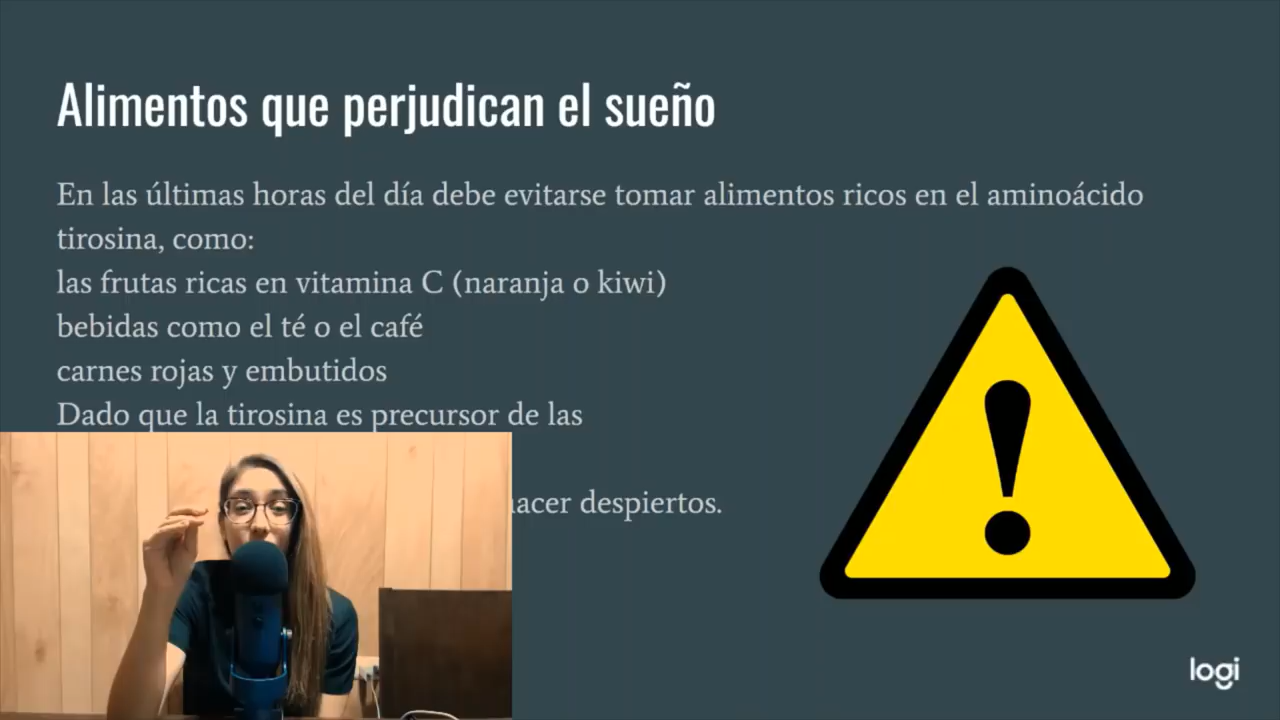 Alimentos que perjudican el sueño
En las últimas horas del día debe evitarse tomar alimentos ricos en el aminoácido
tirosina, como:
las frutas ricas en vitamina C (naranja o kiwi)
bebidas como el té o el café
carnes rojas y embutidos
Dado que la tirosina es precursor de las
despiertos.
logi